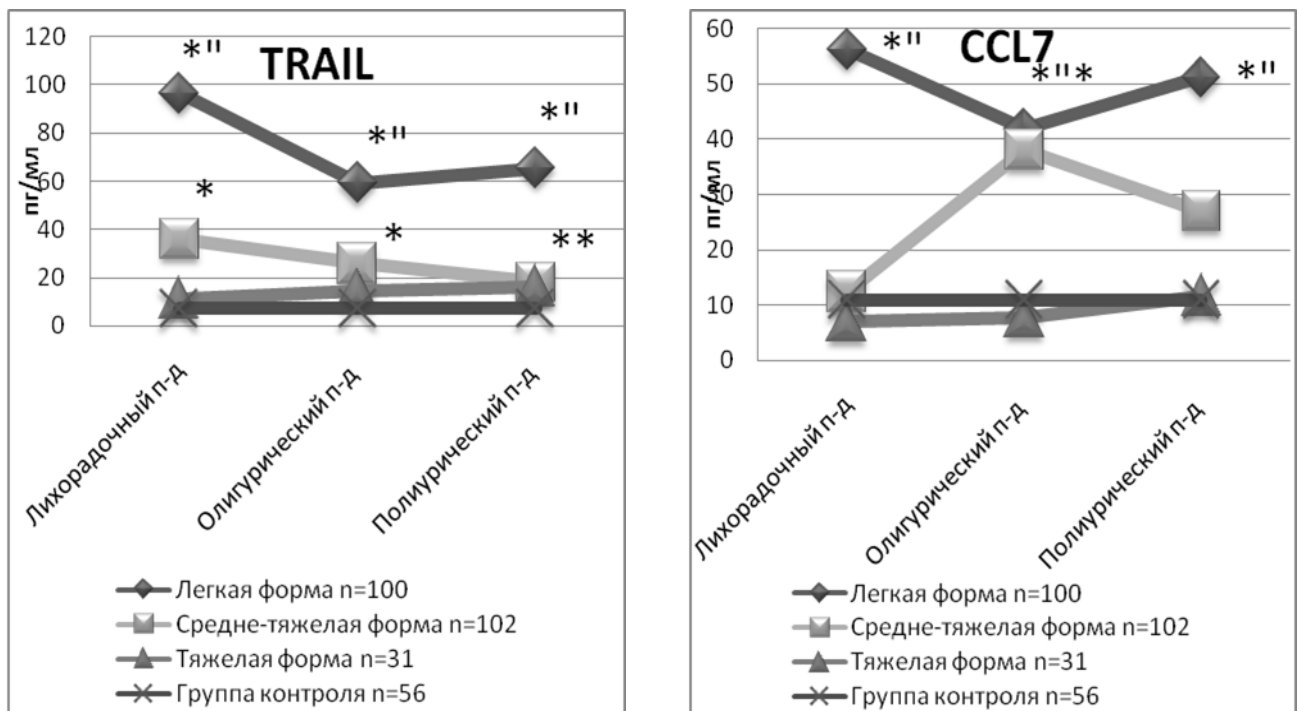 TRAIL
пг/мл
120
100
80
60
40
20
0
*"
*"
*"
*
*
**
Лихорадочный п-д
Олигурический п-д
Полиурический п-д
Легкая форма n=100
Средне-тяжелая форма n=102
Тяжелая форма n=31
Группа контроля n=56
CCL7
пг/мл
60
50
40
30
20
10
0
*"
*"*
*"
Лихорадочный п-д
Олигурический п-д
Полиурический п-д
Легкая форма n=100
Средне-тяжелая форма n=102
Тяжелая форма n=31
Группа контроля n=56